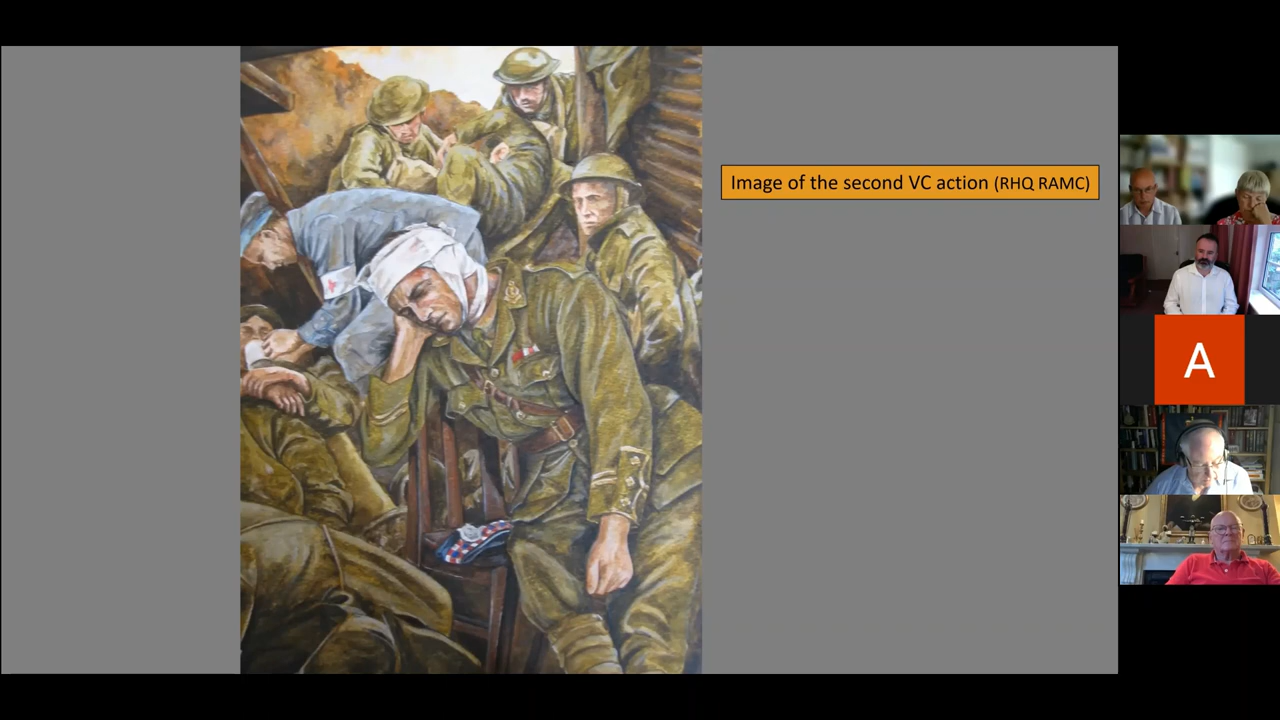 Image of the second VC action (RHQ RAMC)
A